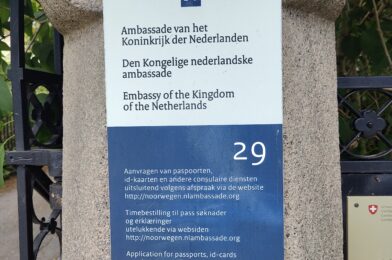 Ambassade van het
Koninkrijk der Nederlanden
Den Kongelige nederlandske
ambassade
Embassy of the Kingdom
of the Netherlands
29
Aanvragen van paspoorten,
id-kaarten en andere consulaire diensten
uitsluitend volgens afspraak via de website
http://noorwegen.nlambassade.org
Timebestilling til pass søknader
og erklæringer
utelukkende via websiden
http://noorwegen.nlambassade.org
Application for passports, id-cards